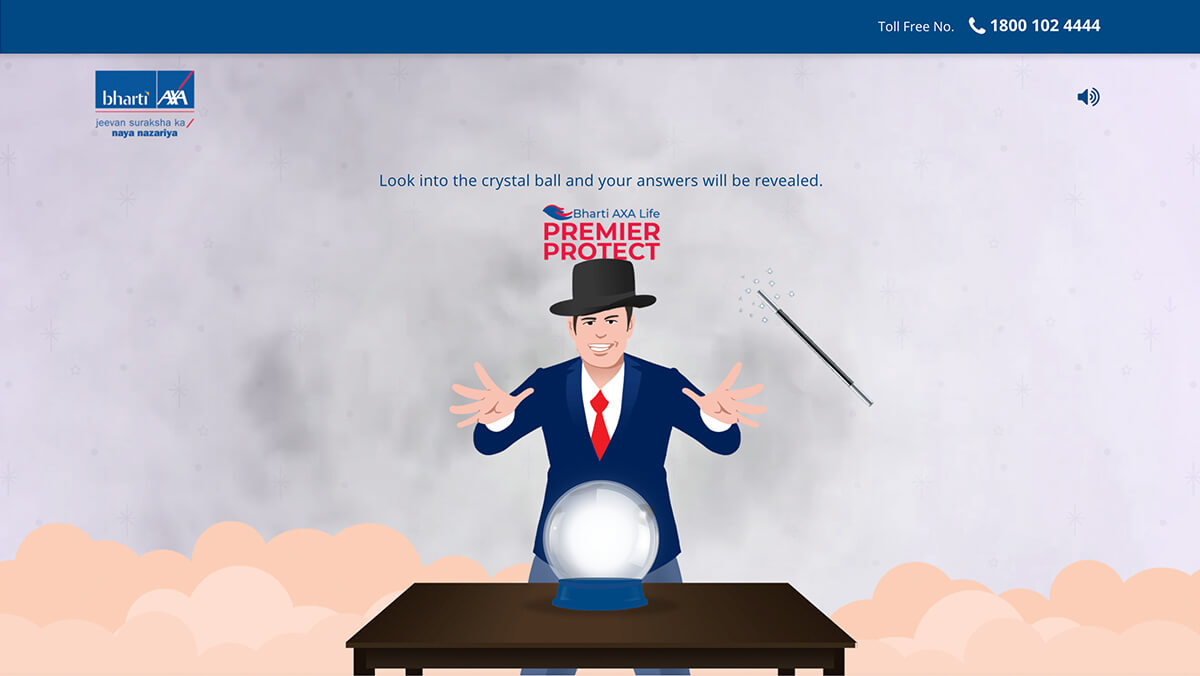 Toll Free No. 1800 102 4444
bharti AXA
jeevan suraksha ka
naya nazariya
Look into the crystal ball and your answers will be revealed.
Bharti AXA Life
PREMIER
PROTECT